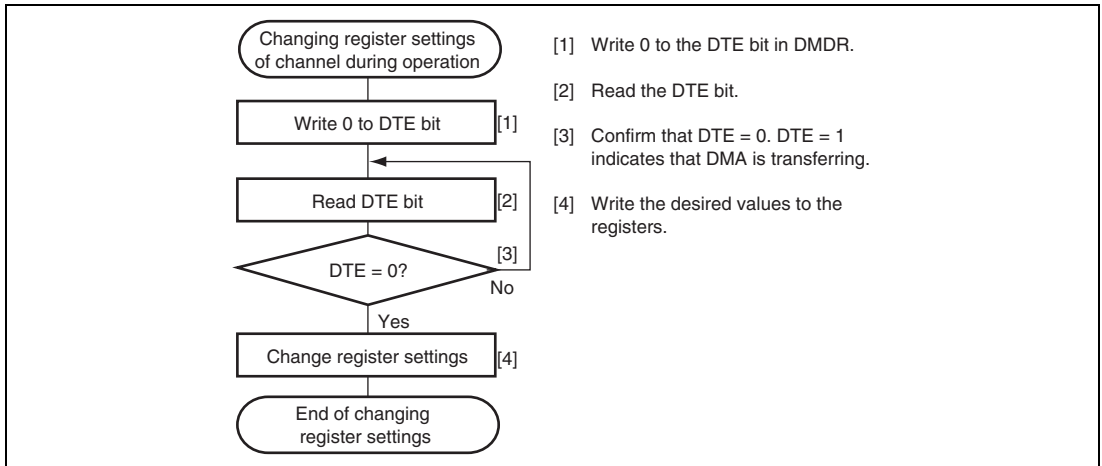 Changing register settings
of channel during operation
Write 0 to DTE bit
[1]
Read DTE bit
[2]
DTE = 0?
[3]
No
Yes
Change register settings
[4]
End of changing
register settings
[1] Write 0 to the DTE bit in DMDR.
[2] Read the DTE bit.
[3] Confirm that DTE = 0. DTE = 1
indicates that DMA is transferring.
[4] Write the desired values to the
registers.